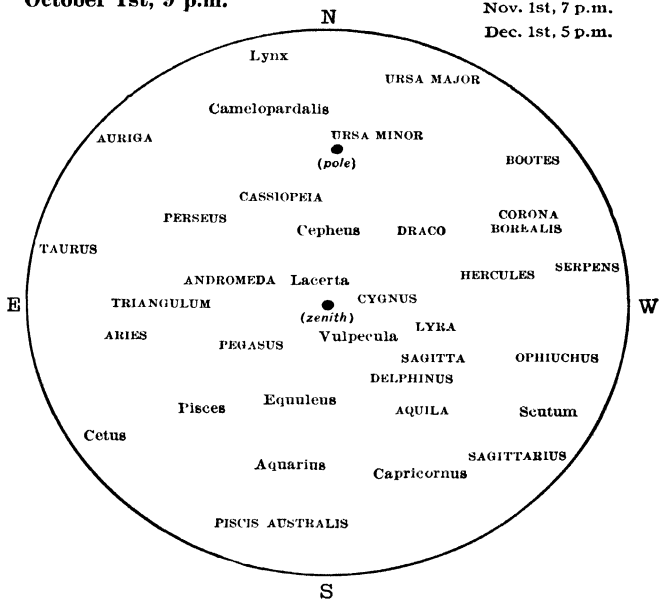 October 1st, 9 p.m.
Nov. 1st, 7 p.m.
Dec. 1st, 5 p.m.
N
Lynx
URSA MAJOR
Camelopardalis
AURIGA
URSA MINOR
(pole)
BOOTES
CASSIOPEIA
PERSEUS
CORONA
BOREALIS
Cepheus
DRACO
TAURUS
SERPENS
HERCULES
ANDROMEDA
Lacerta
E
TRIANGULUM
CYGNUS
W
(zenith)
ARIES
PEGASUS
Vulpecula
LYRA
SAGITTA
OPHIUCHUS
DELPHINUS
Pisces
Equuleus
AQUILA
Scutum
Cetus
Aquarius
Capricornus
SAGITTARIUS
PISCIS AUSTRALIS
S